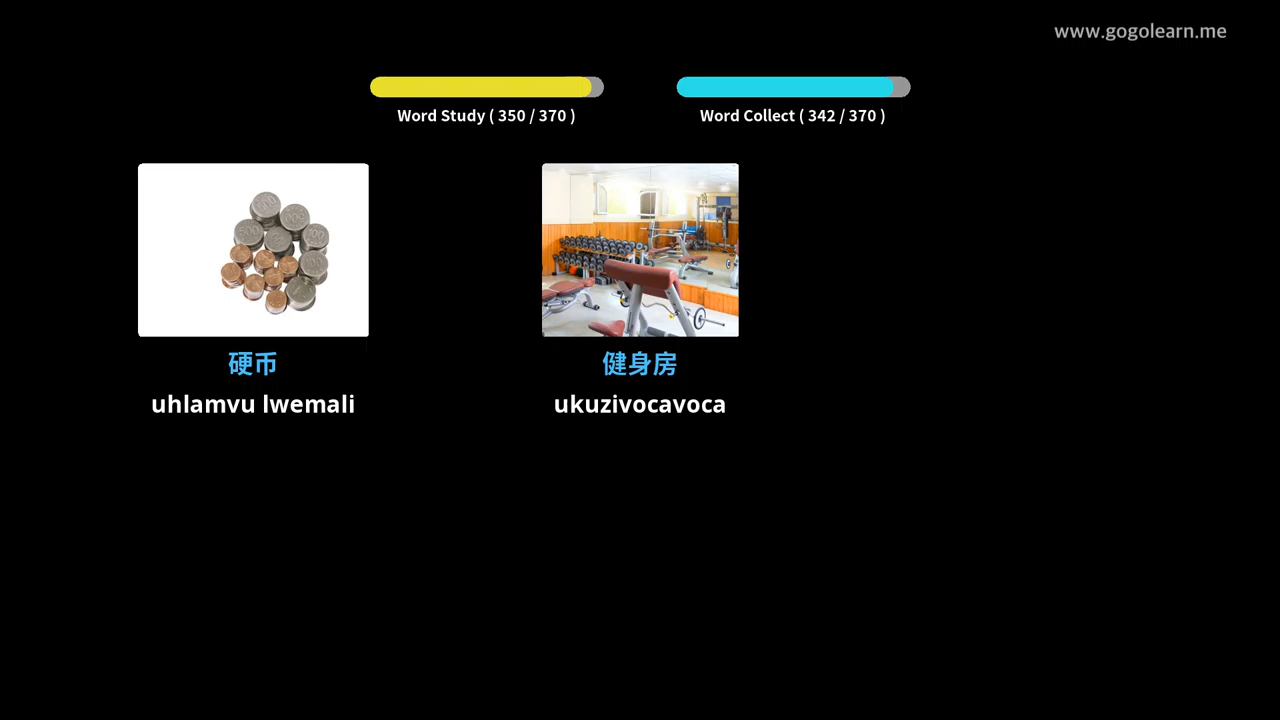 www.gogolearn.me
Word Study ( 350 / 370 )
Word Collect ( 342 / 370 )
硬币
uhlamvu lwemali
健身房
ukuzivocavoca